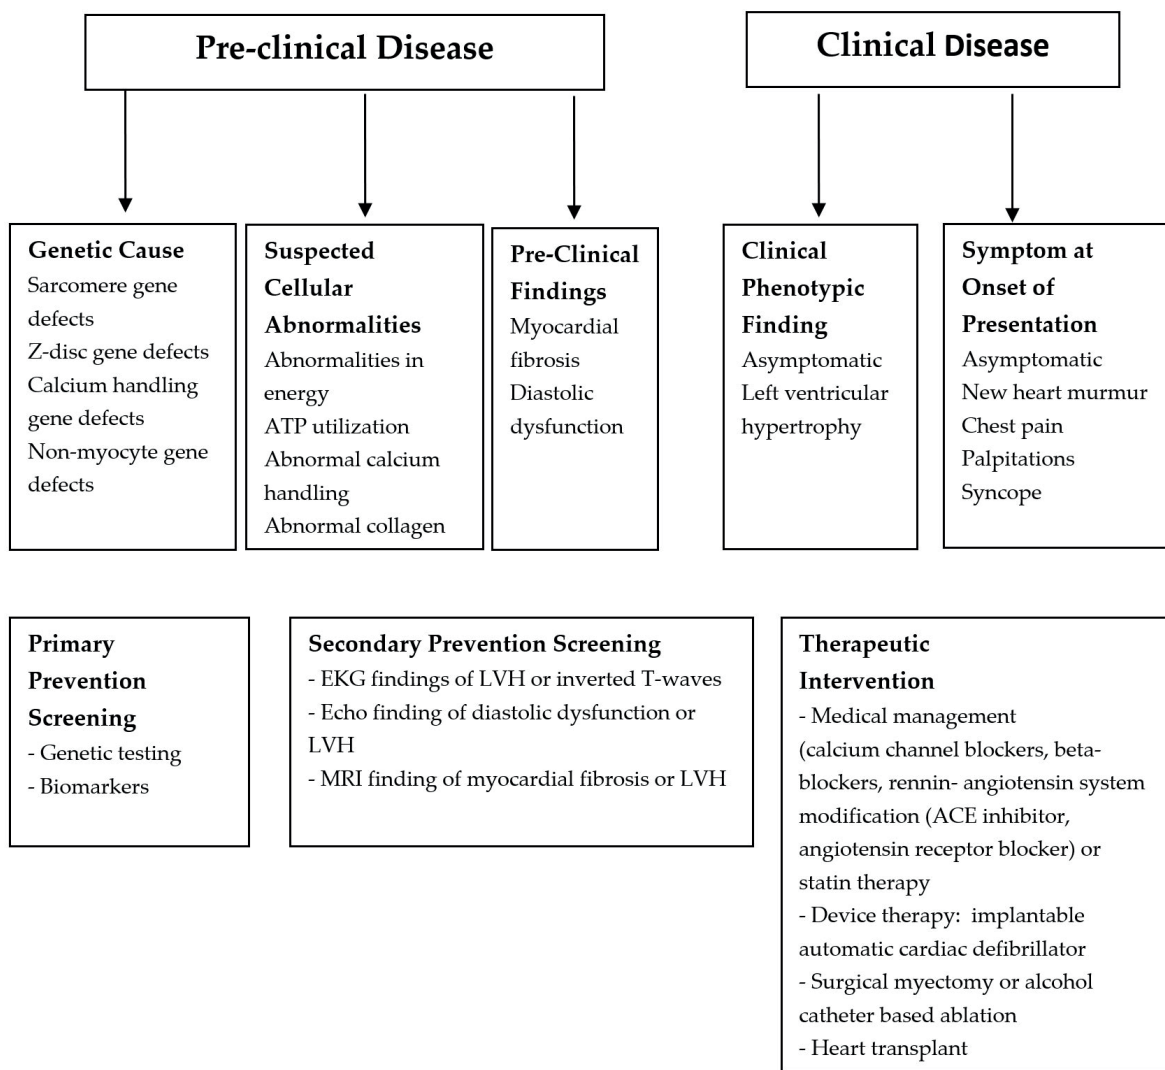 Pre-clinical Disease
Clinical Disease
Genetic Cause
Sarcomere gene
defects
Z-disc gene defects
Calcium handling
gene defects
Non-myocyte gene
defects
Suspected
Cellular
Abnormalities
Abnormalities in
energy
ATP utilization
Abnormal calcium
handling
Abnormal collagen
Pre-Clinical
Findings
Myocardial
fibrosis
Diastolic
dysfunction
Clinical
Phenotypic
Finding
Asymptomatic
Left ventricular
hypertrophy
Symptom at
Onset of
Presentation
Asymptomatic
New heart murmur
Chest pain
Palpitations
Syncope
Primary
Prevention
Screening
- Genetic testing
- Biomarkers
Secondary Prevention Screening
- EKG findings of LVH or inverted T-waves
- Echo finding of diastolic dysfunction or
LVH
- MRI finding of myocardial fibrosis or LVH
Therapeutic
Intervention
- Medical management
(calcium channel blockers, beta-
blockers, rennin- angiotensin system
modification (ACE inhibitor,
angiotensin receptor blocker) or
statin therapy
- Device therapy:  implantable
automatic cardiac defibrillator
- Surgical myectomy or alcohol
catheter based ablation
- Heart transplant